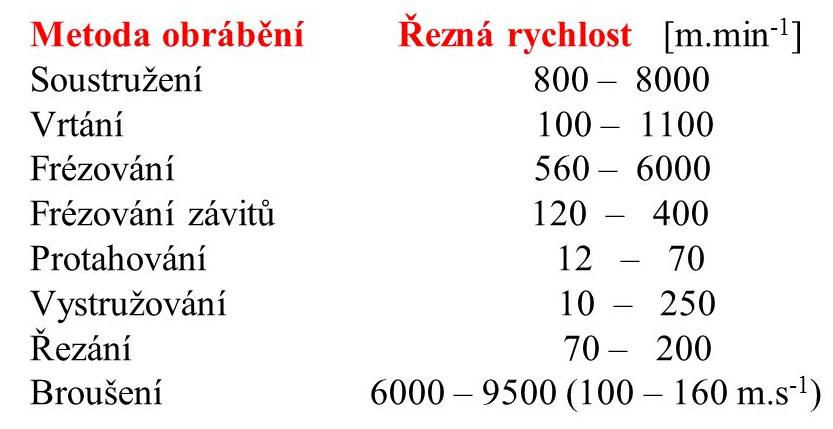 Metoda obrábění Řezná rychlost [m.min⁻¹]
Soustružení 800 – 8000
Vrtání 100 – 1100
Frézování 560 – 6000
Frézování závitů 120 – 400
Protahování 12 – 70
Vystružování 10 – 250
Řezání 70 – 200
Broušení 6000 – 9500 (100 – 160 m.s⁻¹)